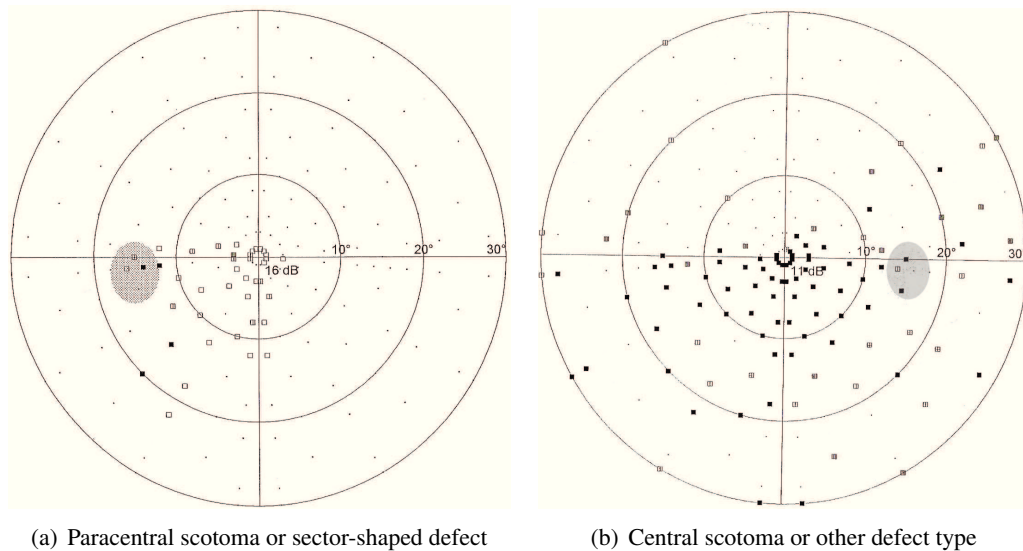 10° 20° 30°
16 dB
10° 20° 30°
11 dB
(a) Paracentral scotoma or sector-shaped defect
(b) Central scotoma or other defect type